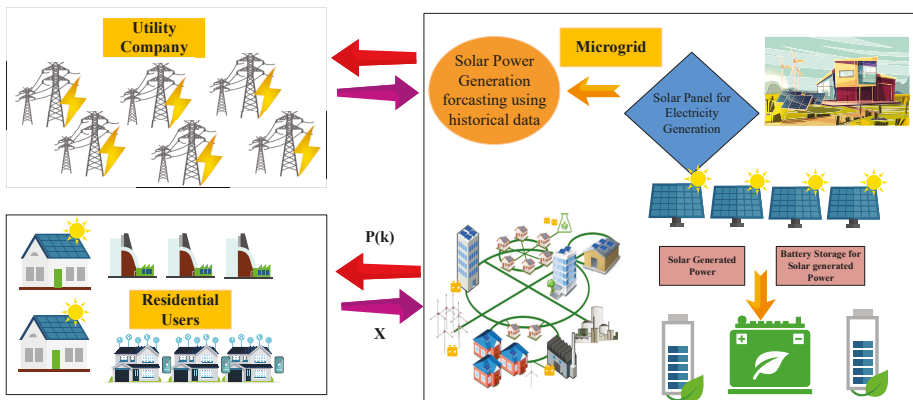 Utility
Company
Solar Power
Generation
forcasting using
historical data
Microgrid
Solar Panel for
Electricity
Generation
P(k)
X
Residential
Users
Solar Generated
Power
Battery Storage for
Solar generated
Power